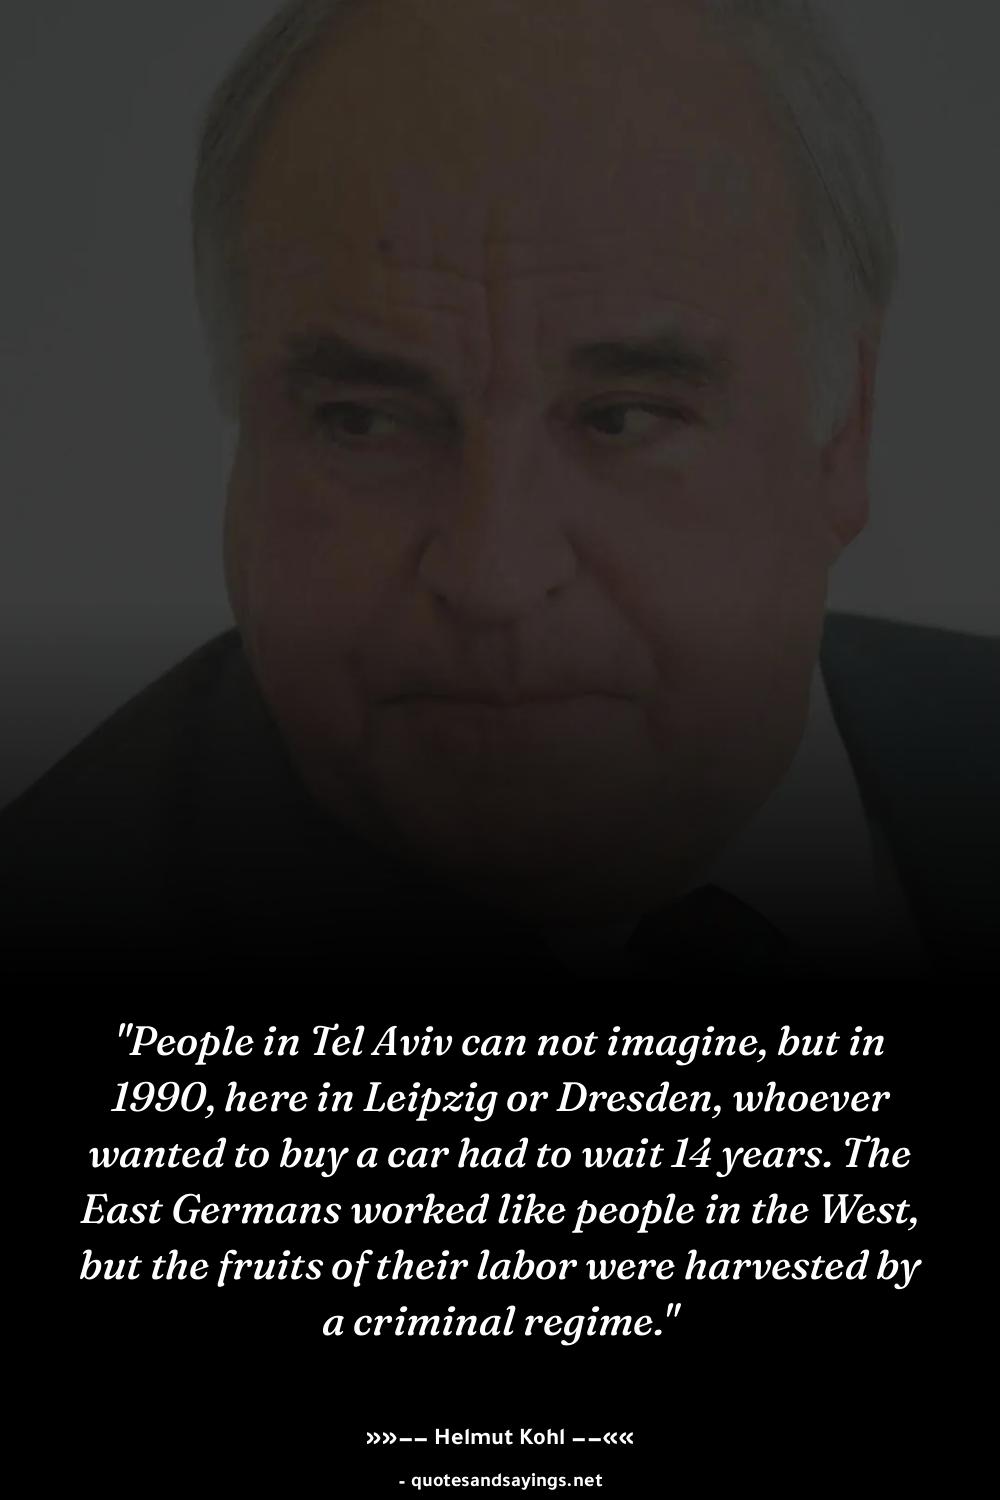 "People in Tel Aviv can not imagine, but in
1990, here in Leipzig or Dresden, whoever
wanted to buy a car had to wait 14 years. The
East Germans worked like people in the West,
but the fruits of their labor were harvested by
a criminal regime."
»»−− Helmut Kohl −−««
- quotesandsayings.net